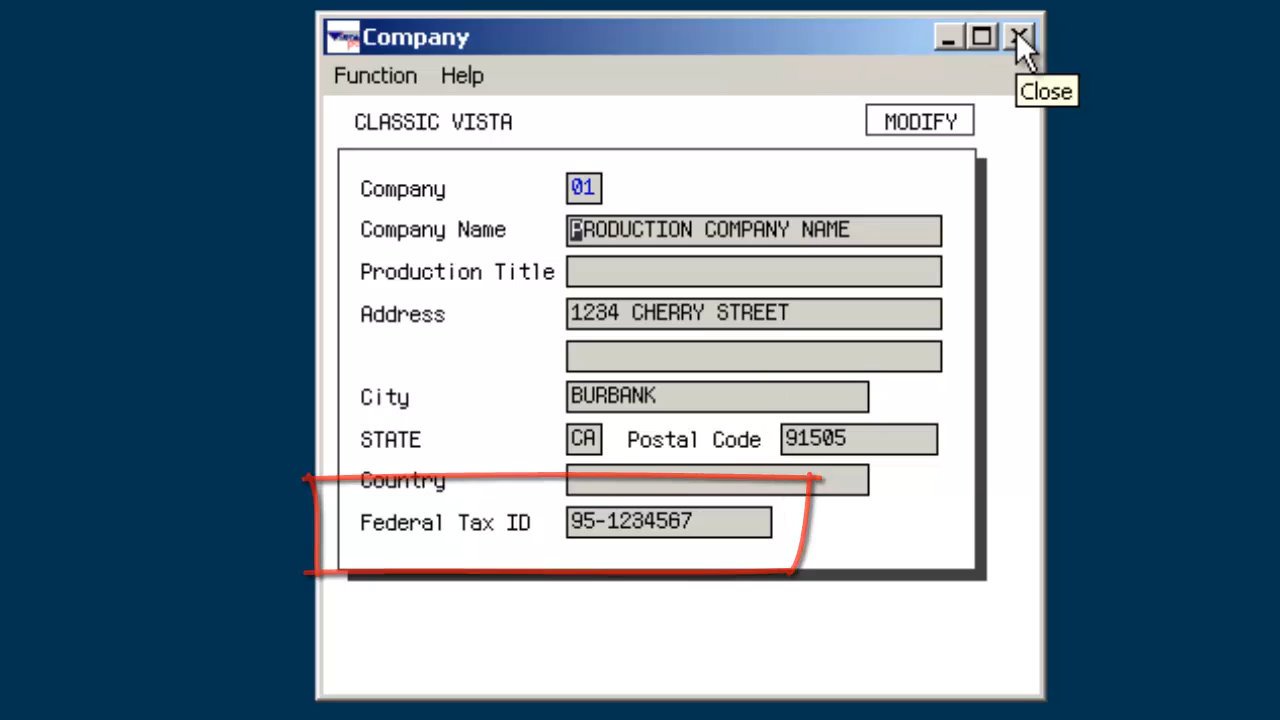 Company
Function Help
Close
CLASSIC VISTA MODIFY
Company 01
Company Name PRODUCTION COMPANY NAME
Production Title
Address 1234 CHERRY STREET
City BURBANK
STATE CA Postal Code 91505
Country
Federal Tax ID 95-1234567